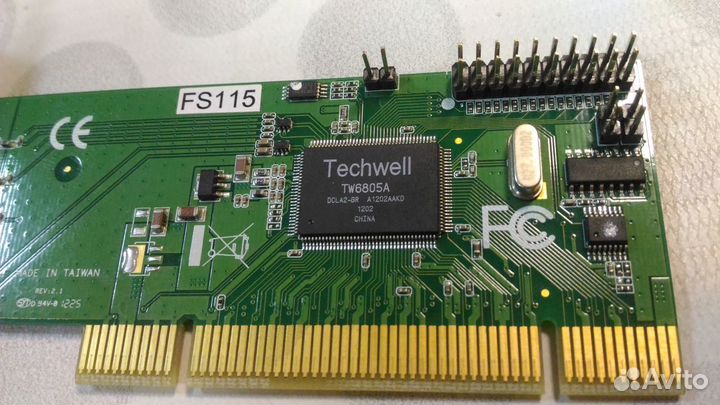 FS115
CE
Techwell
TW6805A
DCLA2-GR A1202AAKD
1202
CHINA
FC
MADE IN TAIWAN
REV:2.1
94V-0 1225
Avito